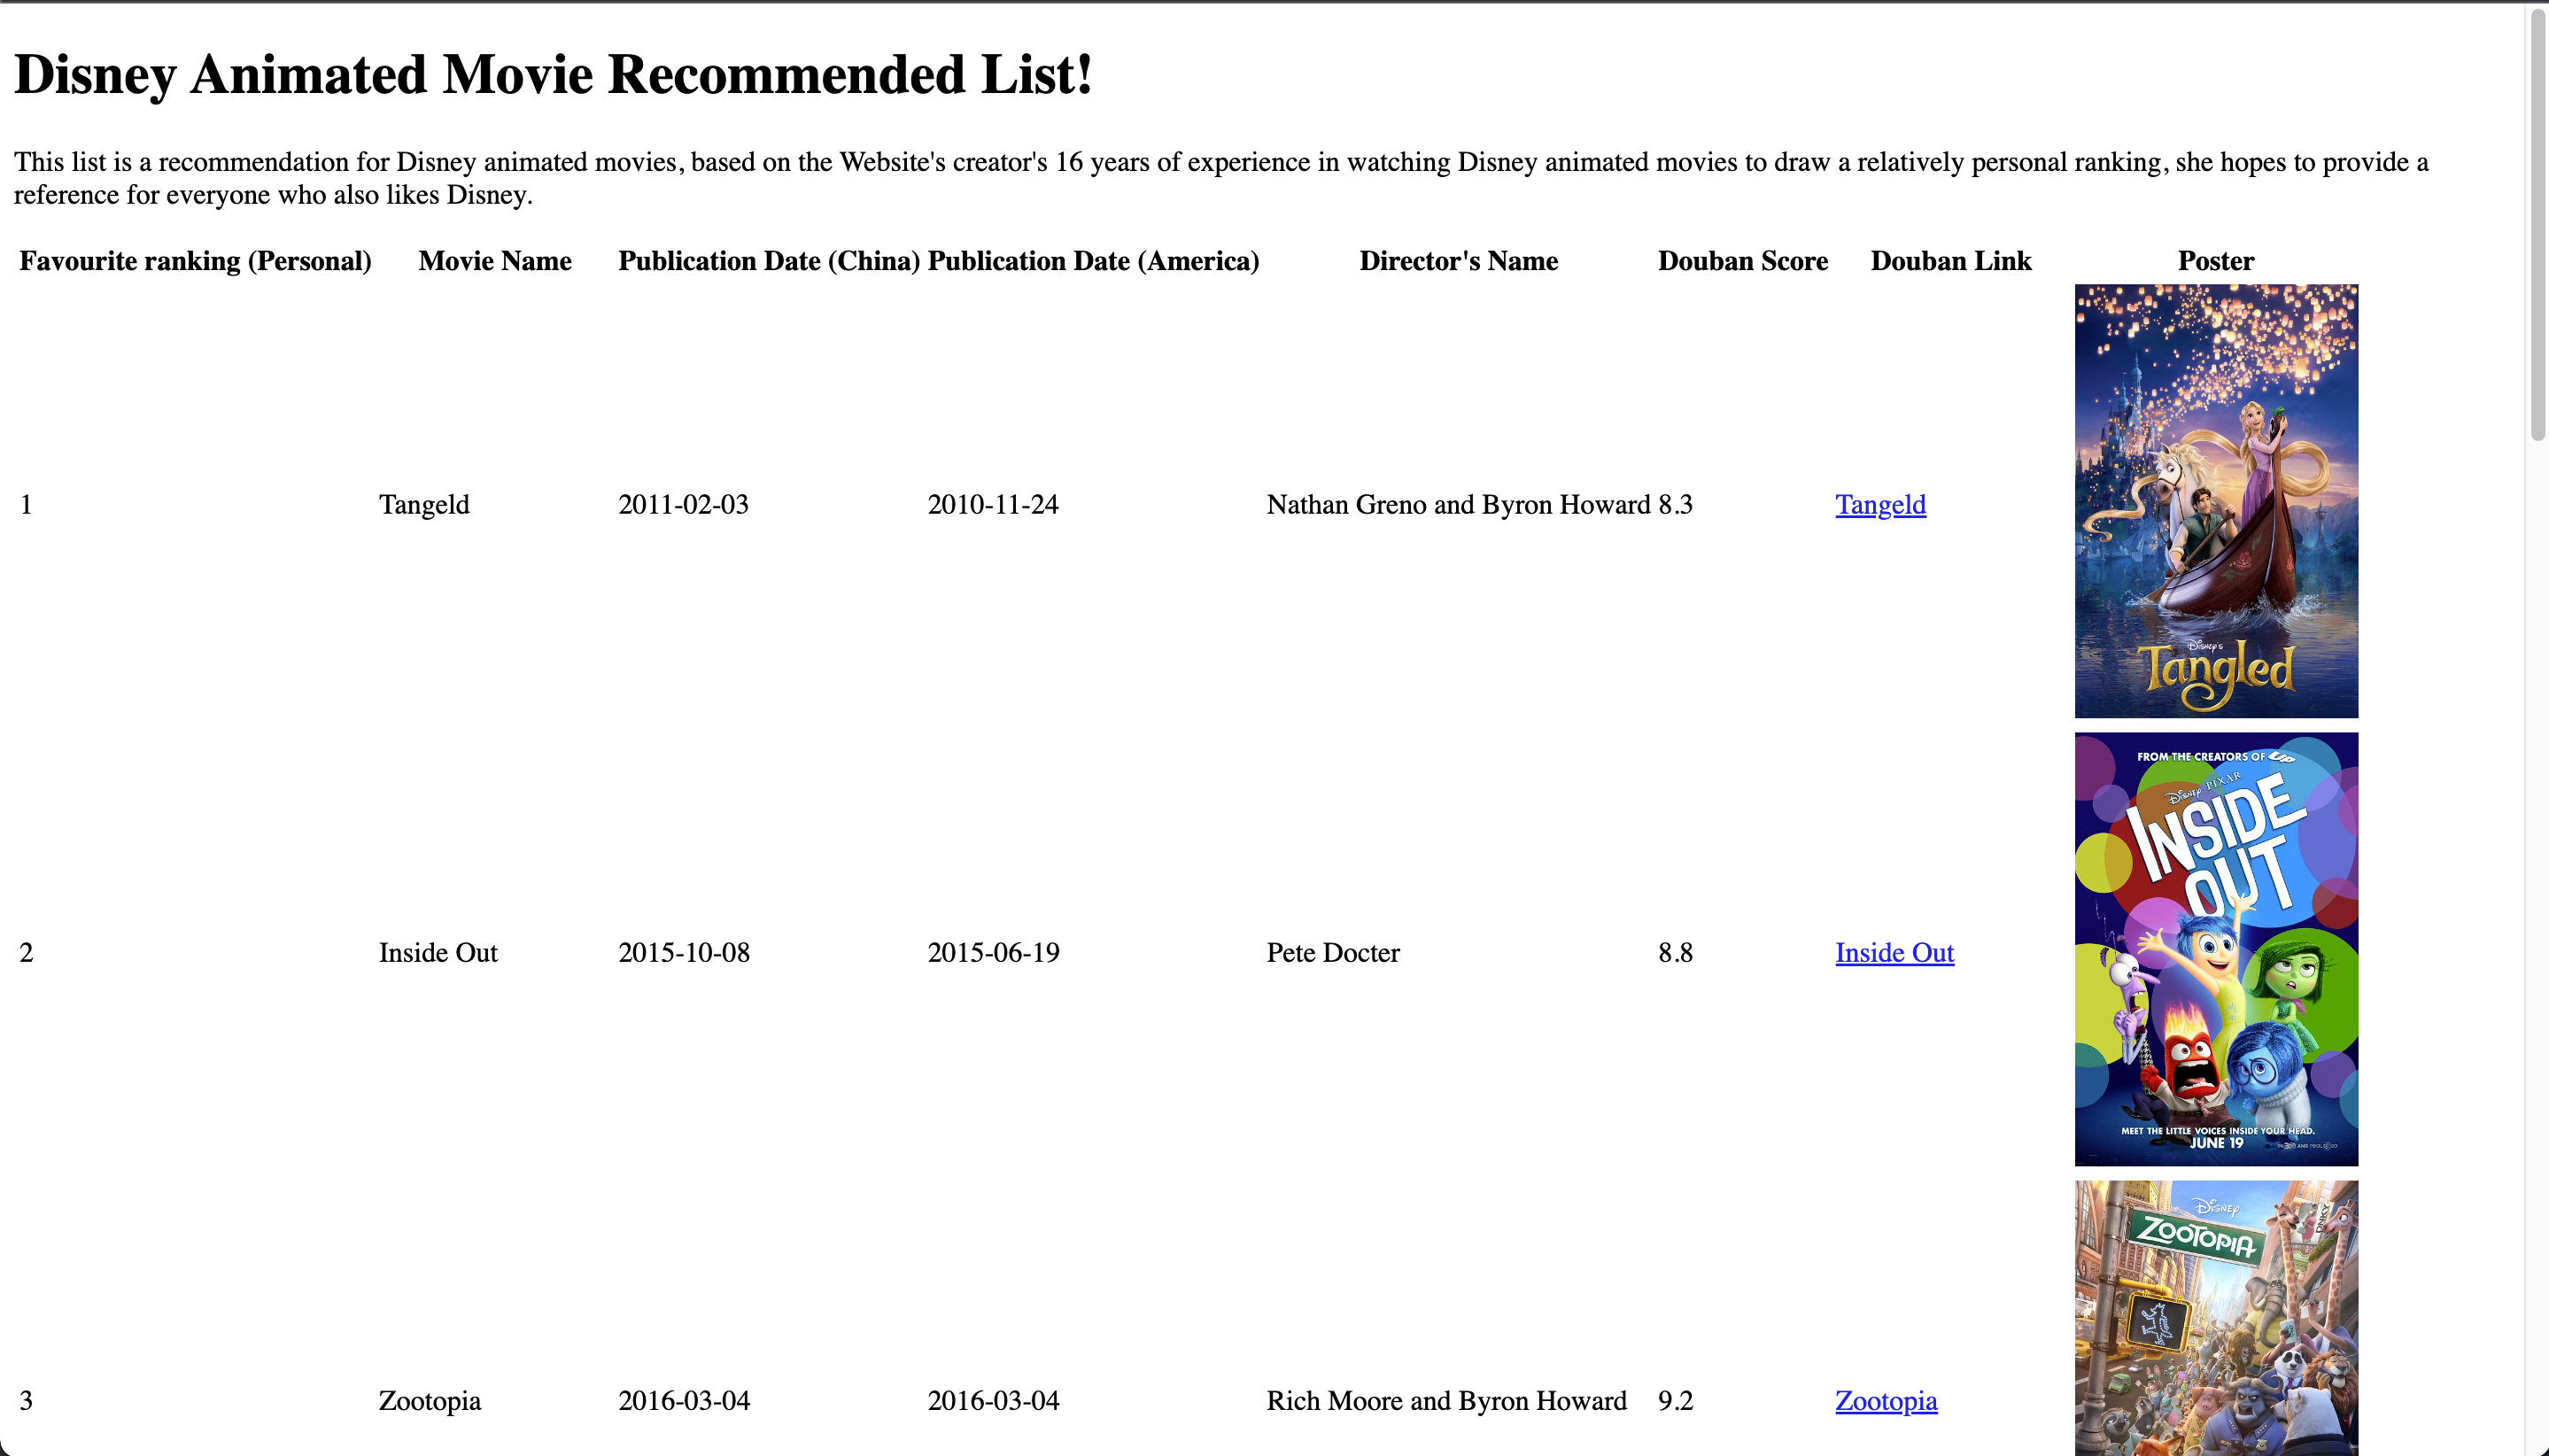 Disney Animated Movie Recommended List!
This list is a recommendation for Disney animated movies, based on the Website's creator's 16 years of experience in watching Disney animated movies to draw a relatively personal ranking, she hopes to provide a
reference for everyone who also likes Disney.
Favourite ranking (Personal) Movie Name Publication Date (China) Publication Date (America) Director's Name Douban Score Douban Link Poster
1 Tangeld 2011-02-03 2010-11-24 Nathan Greno and Byron Howard 8.3 Tangeld
Disney's
Tangled
FROM THE CREATORS OF UP
Disney PIXAR
INSIDE
OUT
2 Inside Out 2015-10-08 2015-06-19 Pete Docter 8.8 Inside Out
MEET THE LITTLE VOICES INSIDE YOUR HEAD.
JUNE 19
Disney
DNKY
ZOOTOPIA
3 Zootopia 2016-03-04 2016-03-04 Rich Moore and Byron Howard 9.2 Zootopia